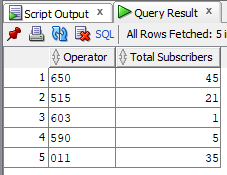 Script Output x Query Result x
SQL | All Rows Fetched: 5 i
Operator Total Subscribers
1 650 45
2 515 21
3 603 1
4 590 5
5 011 35